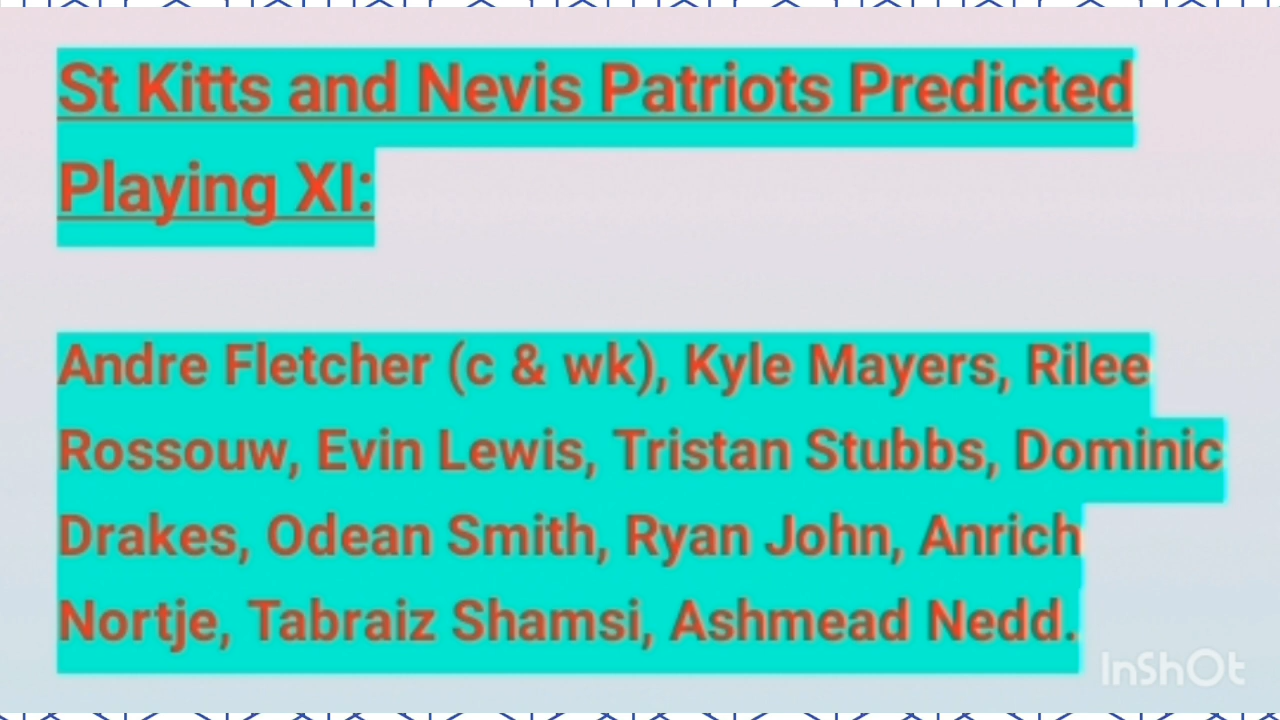 St Kitts and Nevis Patriots Predicted
Playing XI:
Andre Fletcher (c & wk), Kyle Mayers, Rilee
Rossouw, Evin Lewis, Tristan Stubbs, Dominic
Drakes, Odean Smith, Ryan John, Anrich
Nortje, Tabraiz Shamsi, Ashmead Nedd.
InShOt